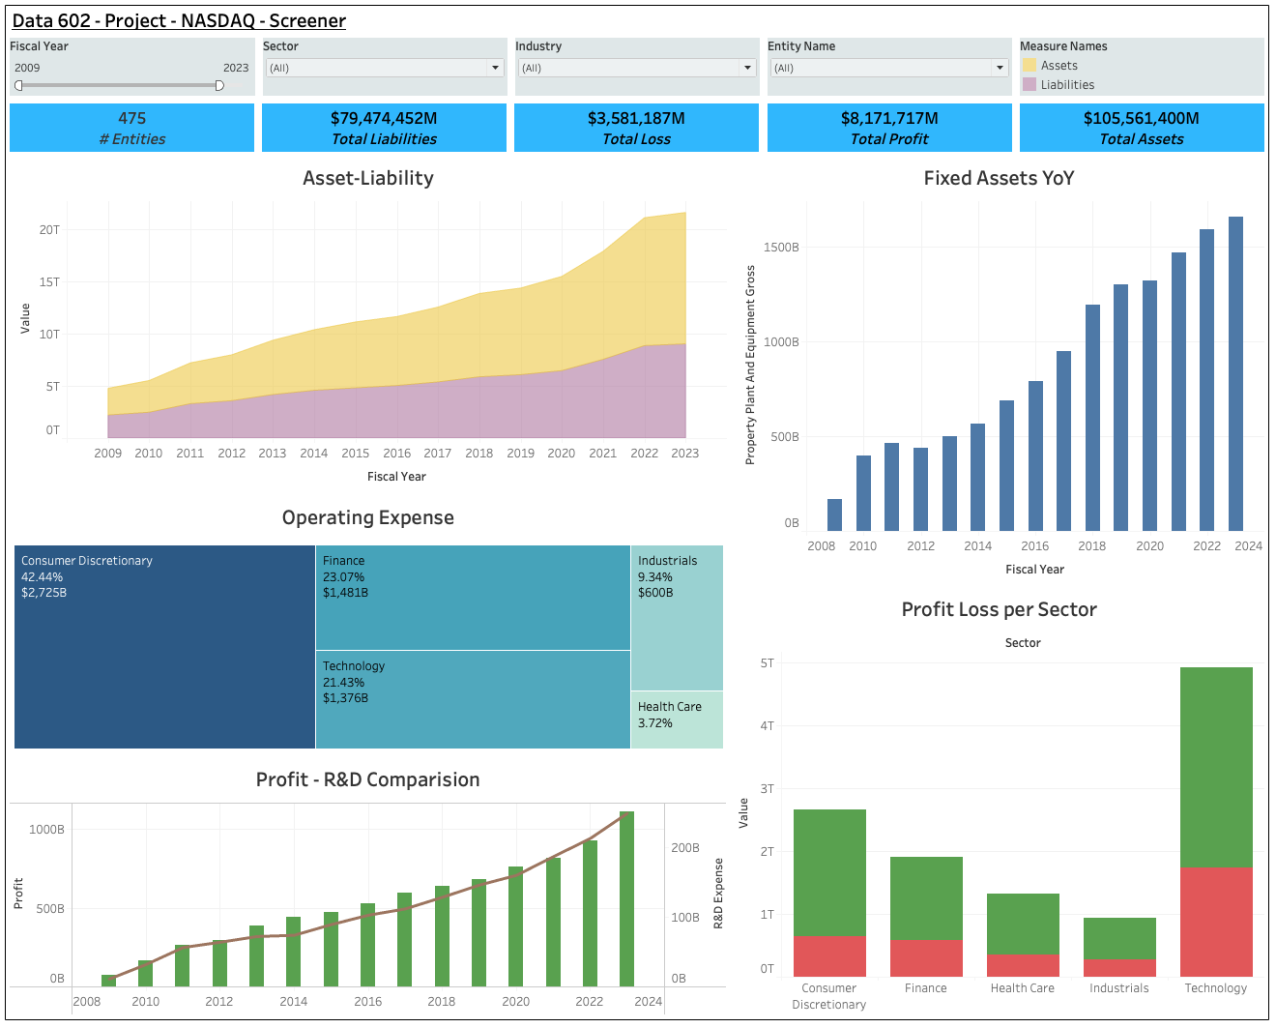 Data 602 - Project - NASDAQ - Screener
Fiscal Year
2009 2023
Sector
(All)
Industry
(All)
Entity Name
(All)
Measure Names
Assets
Liabilities
475
# Entities
$79,474,452M
Total Liabilities
$3,581,187M
Total Loss
$8,171,717M
Total Profit
$105,561,400M
Total Assets
Asset-Liability
Value
20T
15T
10T
5T
0T
2009 2010 2011 2012 2013 2014 2015 2016 2017 2018 2019 2020 2021 2022 2023
Fiscal Year
Fixed Assets YoY
Property Plant And Equipment Gross
1500B
1000B
500B
0B
2008 2010 2012 2014 2016 2018 2020 2022 2024
Fiscal Year
Operating Expense
Consumer Discretionary
42.44%
$2,725B
Finance
23.07%
$1,481B
Technology
21.43%
$1,376B
Industrials
9.34%
$600B
Health Care
3.72%
Profit - R&D Comparision
Profit
1000B
500B
0B
200B
100B
0B
R&D Expense
2008 2010 2012 2014 2016 2018 2020 2022 2024
Profit Loss per Sector
Sector
Value
5T
4T
3T
2T
1T
0T
Consumer
Discretionary
Finance
Health Care
Industrials
Technology